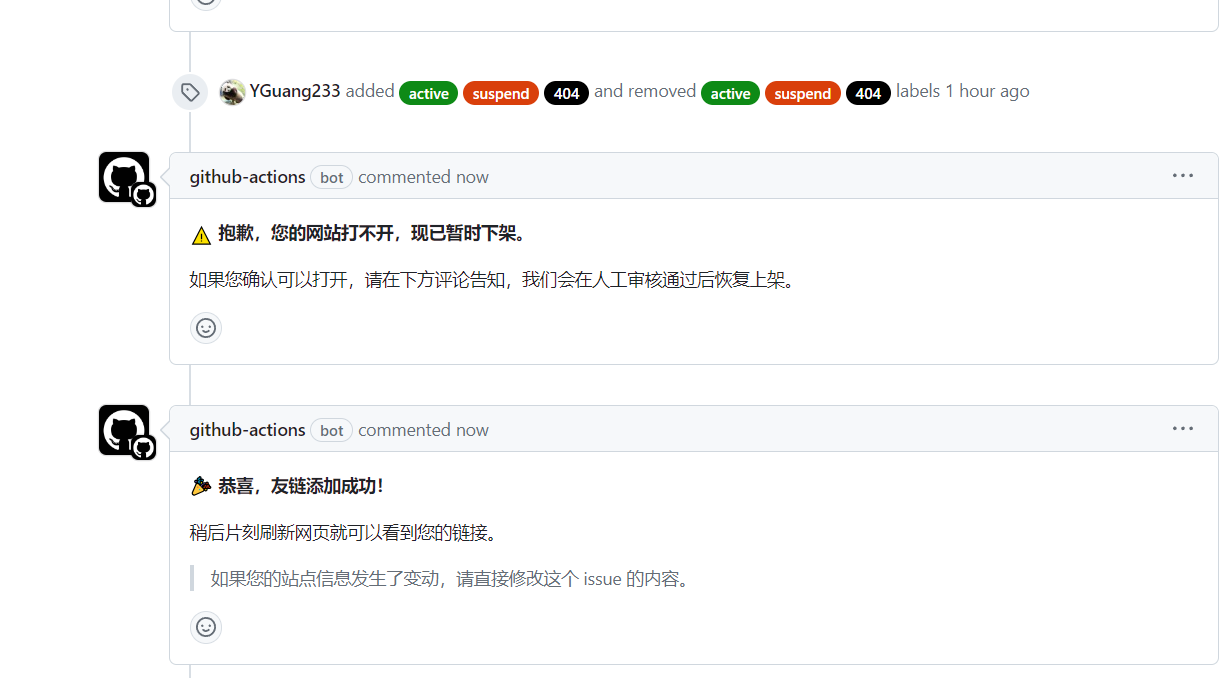 YGuang233 added active suspend 404 and removed active suspend 404 labels 1 hour ago
github-actions bot commented now
抱歉，您的网站打不开，现已暂时下架。
如果您确认可以打开，请在下方评论告知，我们会在人工审核通过后恢复上架。
github-actions bot commented now
恭喜，友链添加成功！
稍后片刻刷新网页就可以看到您的链接。
如果您的站点信息发生了变动，请直接修改这个 issue 的内容。